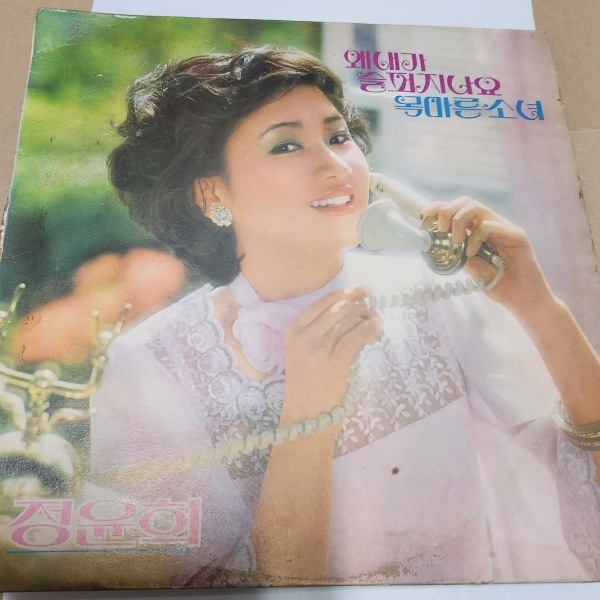 왜 내가
슬퍼지나요
목마른 소녀
정윤희